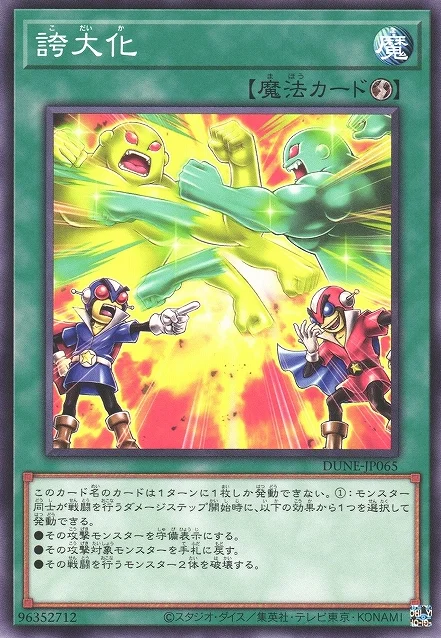 誇大化
魔
【魔法カード】
DUNE-JP065
このカード名のカードは1ターンに1枚しか発動できない。①:モンスター
同士が戦闘を行うダメージステップ開始時に、以下の効果から1つを選択して
発動できる。
●その攻撃モンスターを守備表示にする。
●その攻撃対象モンスターを手札に戻す。
●その戦闘を行うモンスター2体を破壊する。
96352712
©スタジオ・ダイス/集英社・テレビ東京・KONAMI